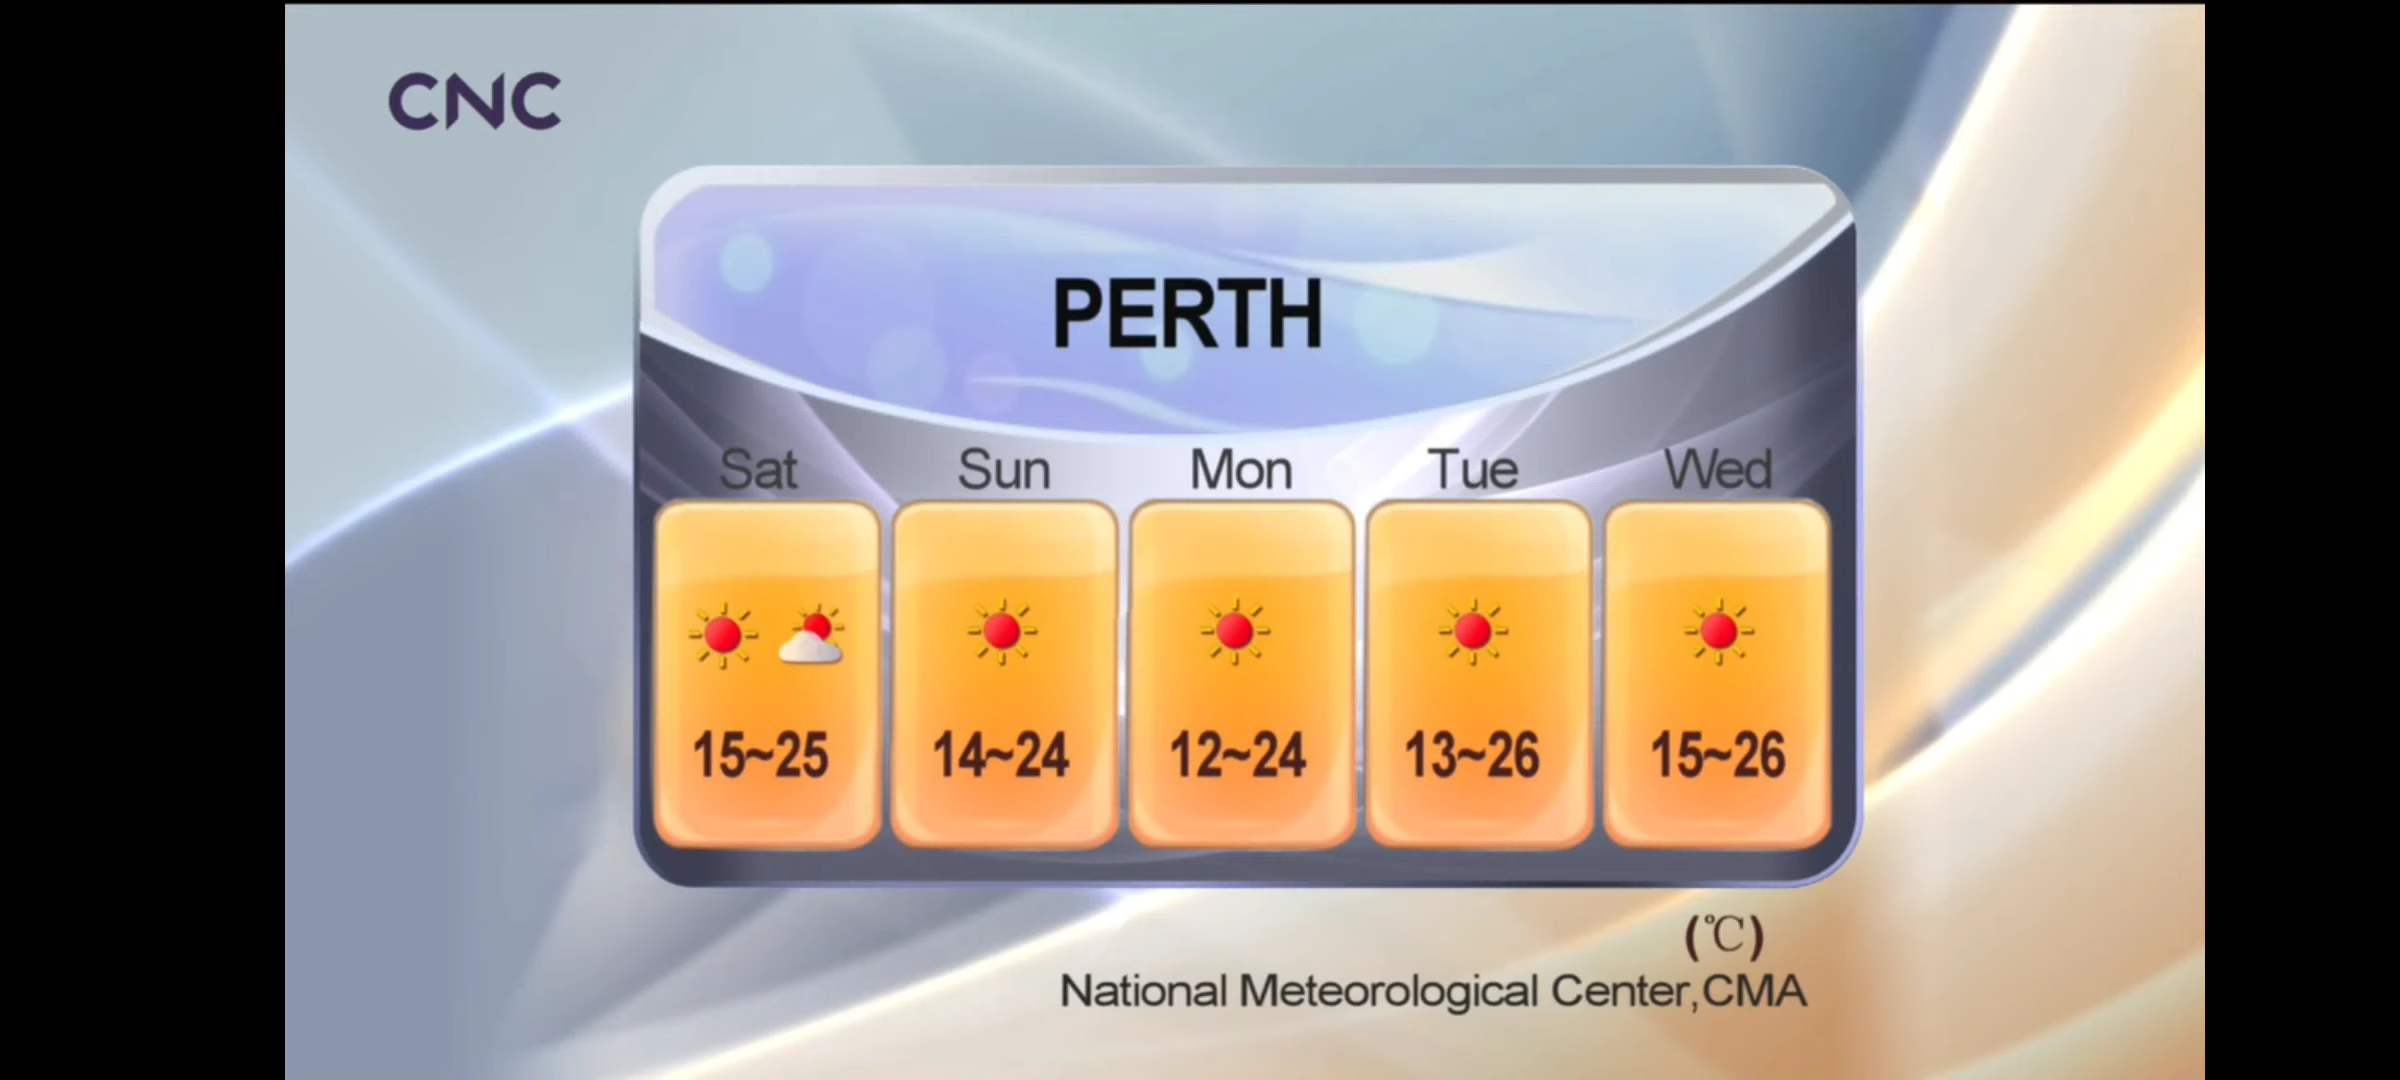 CNC
PERTH
Sat Sun Mon Tue Wed
15~25 14~24 12~24 13~26 15~26
(℃)
National Meteorological Center,CMA